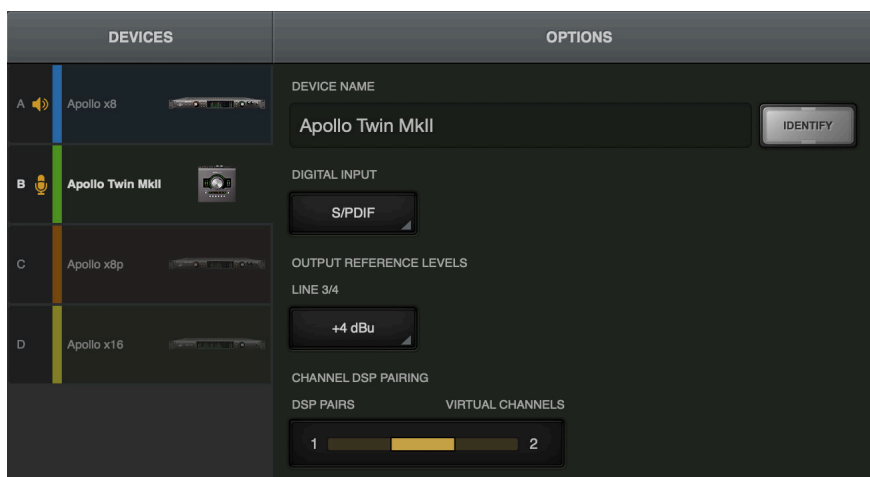 DEVICES
OPTIONS
A
Apollo x8
B
Apollo Twin MkII
C
Apollo x8p
D
Apollo x16
DEVICE NAME
Apollo Twin MkII
IDENTIFY
DIGITAL INPUT
S/PDIF
OUTPUT REFERENCE LEVELS
LINE 3/4
+4 dBu
CHANNEL DSP PAIRING
DSP PAIRS
VIRTUAL CHANNELS
1
2